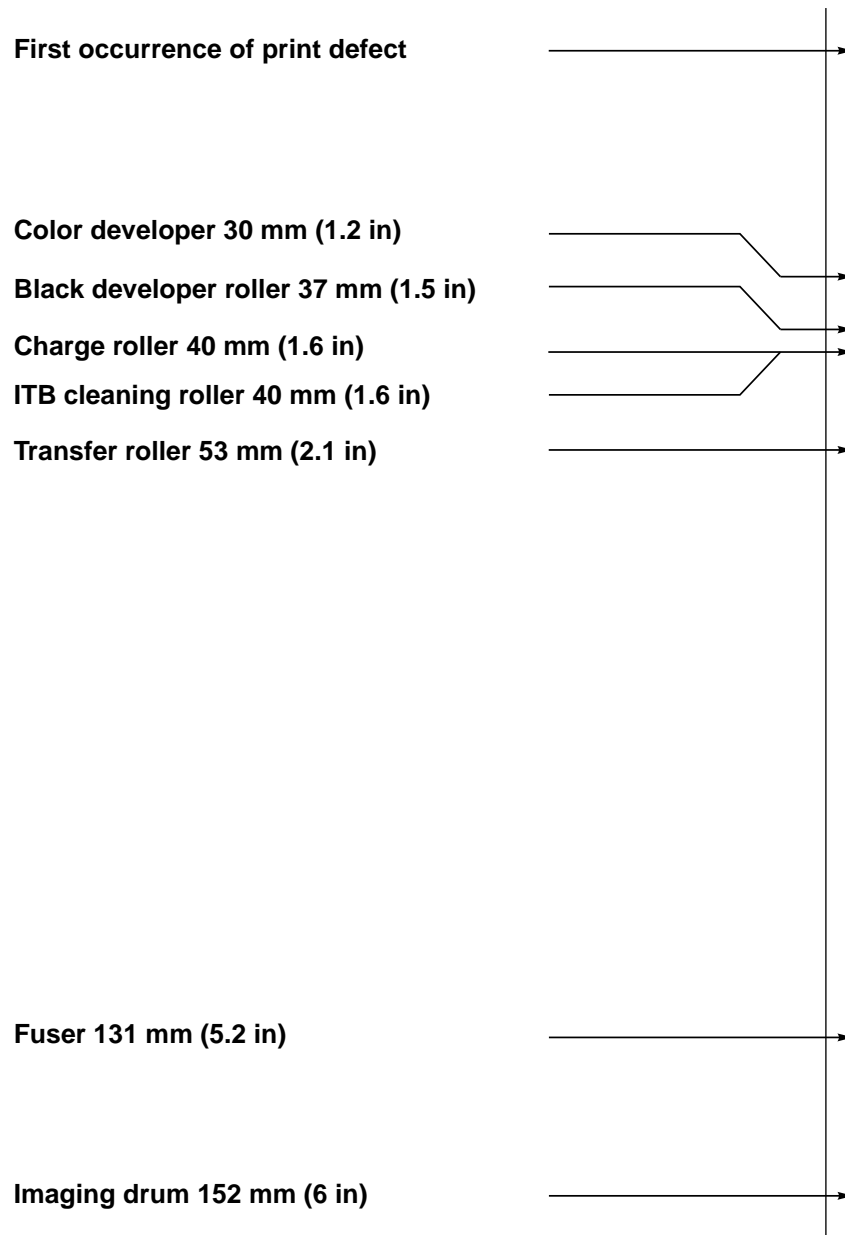 First occurrence of print defect
Color developer 30 mm (1.2 in)
Black developer roller 37 mm (1.5 in)
Charge roller 40 mm (1.6 in)
ITB cleaning roller 40 mm (1.6 in)
Transfer roller 53 mm (2.1 in)
Fuser 131 mm (5.2 in)
Imaging drum 152 mm (6 in)